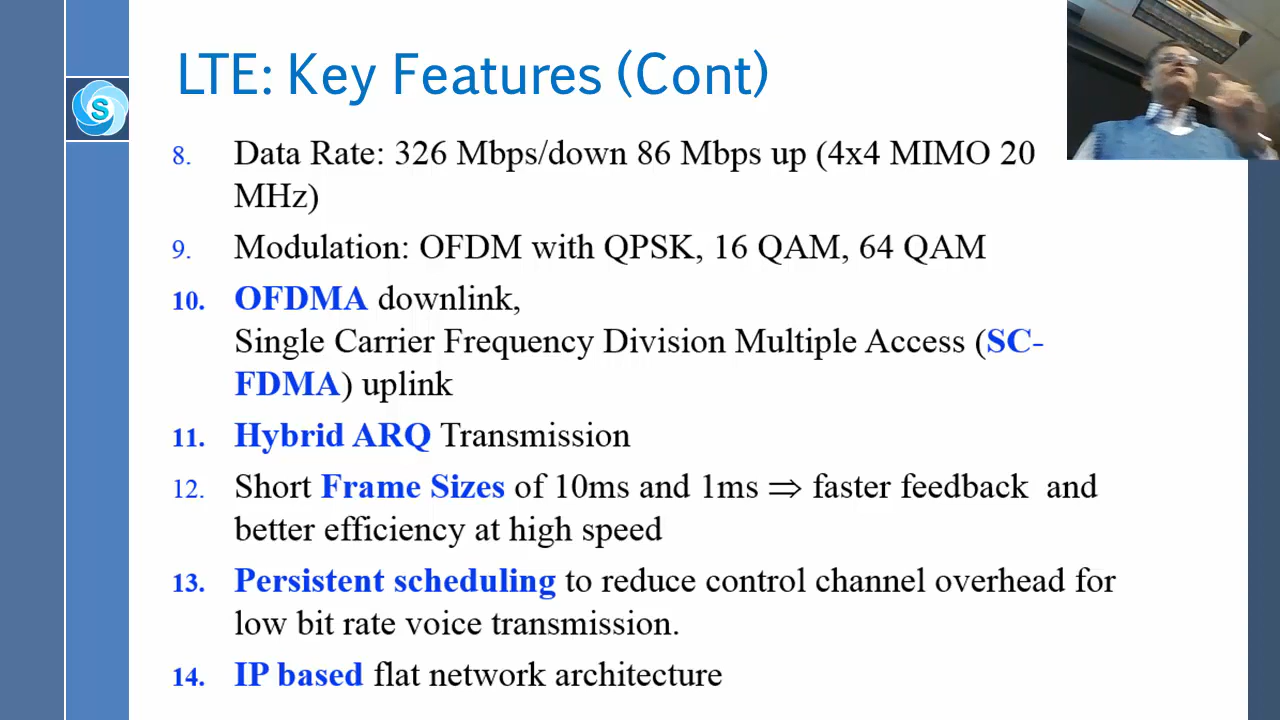 LTE: Key Features (Cont)
S
8. Data Rate: 326 Mbps/down 86 Mbps up (4x4 MIMO 20
MHz)
9. Modulation: OFDM with QPSK, 16 QAM, 64 QAM
10. OFDMA downlink,
Single Carrier Frequency Division Multiple Access (SC-
FDMA) uplink
11. Hybrid ARQ Transmission
12. Short Frame Sizes of 10ms and 1ms ⇒ faster feedback and
better efficiency at high speed
13. Persistent scheduling to reduce control channel overhead for
low bit rate voice transmission.
14. IP based flat network architecture